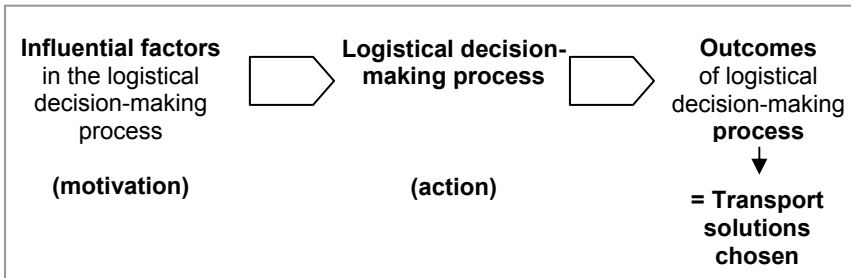 Influential factors
in the logistical
decision-making
process
(motivation)
Logistical decision-
making process
(action)
Outcomes
of logistical
decision-making
process
= Transport
solutions
chosen